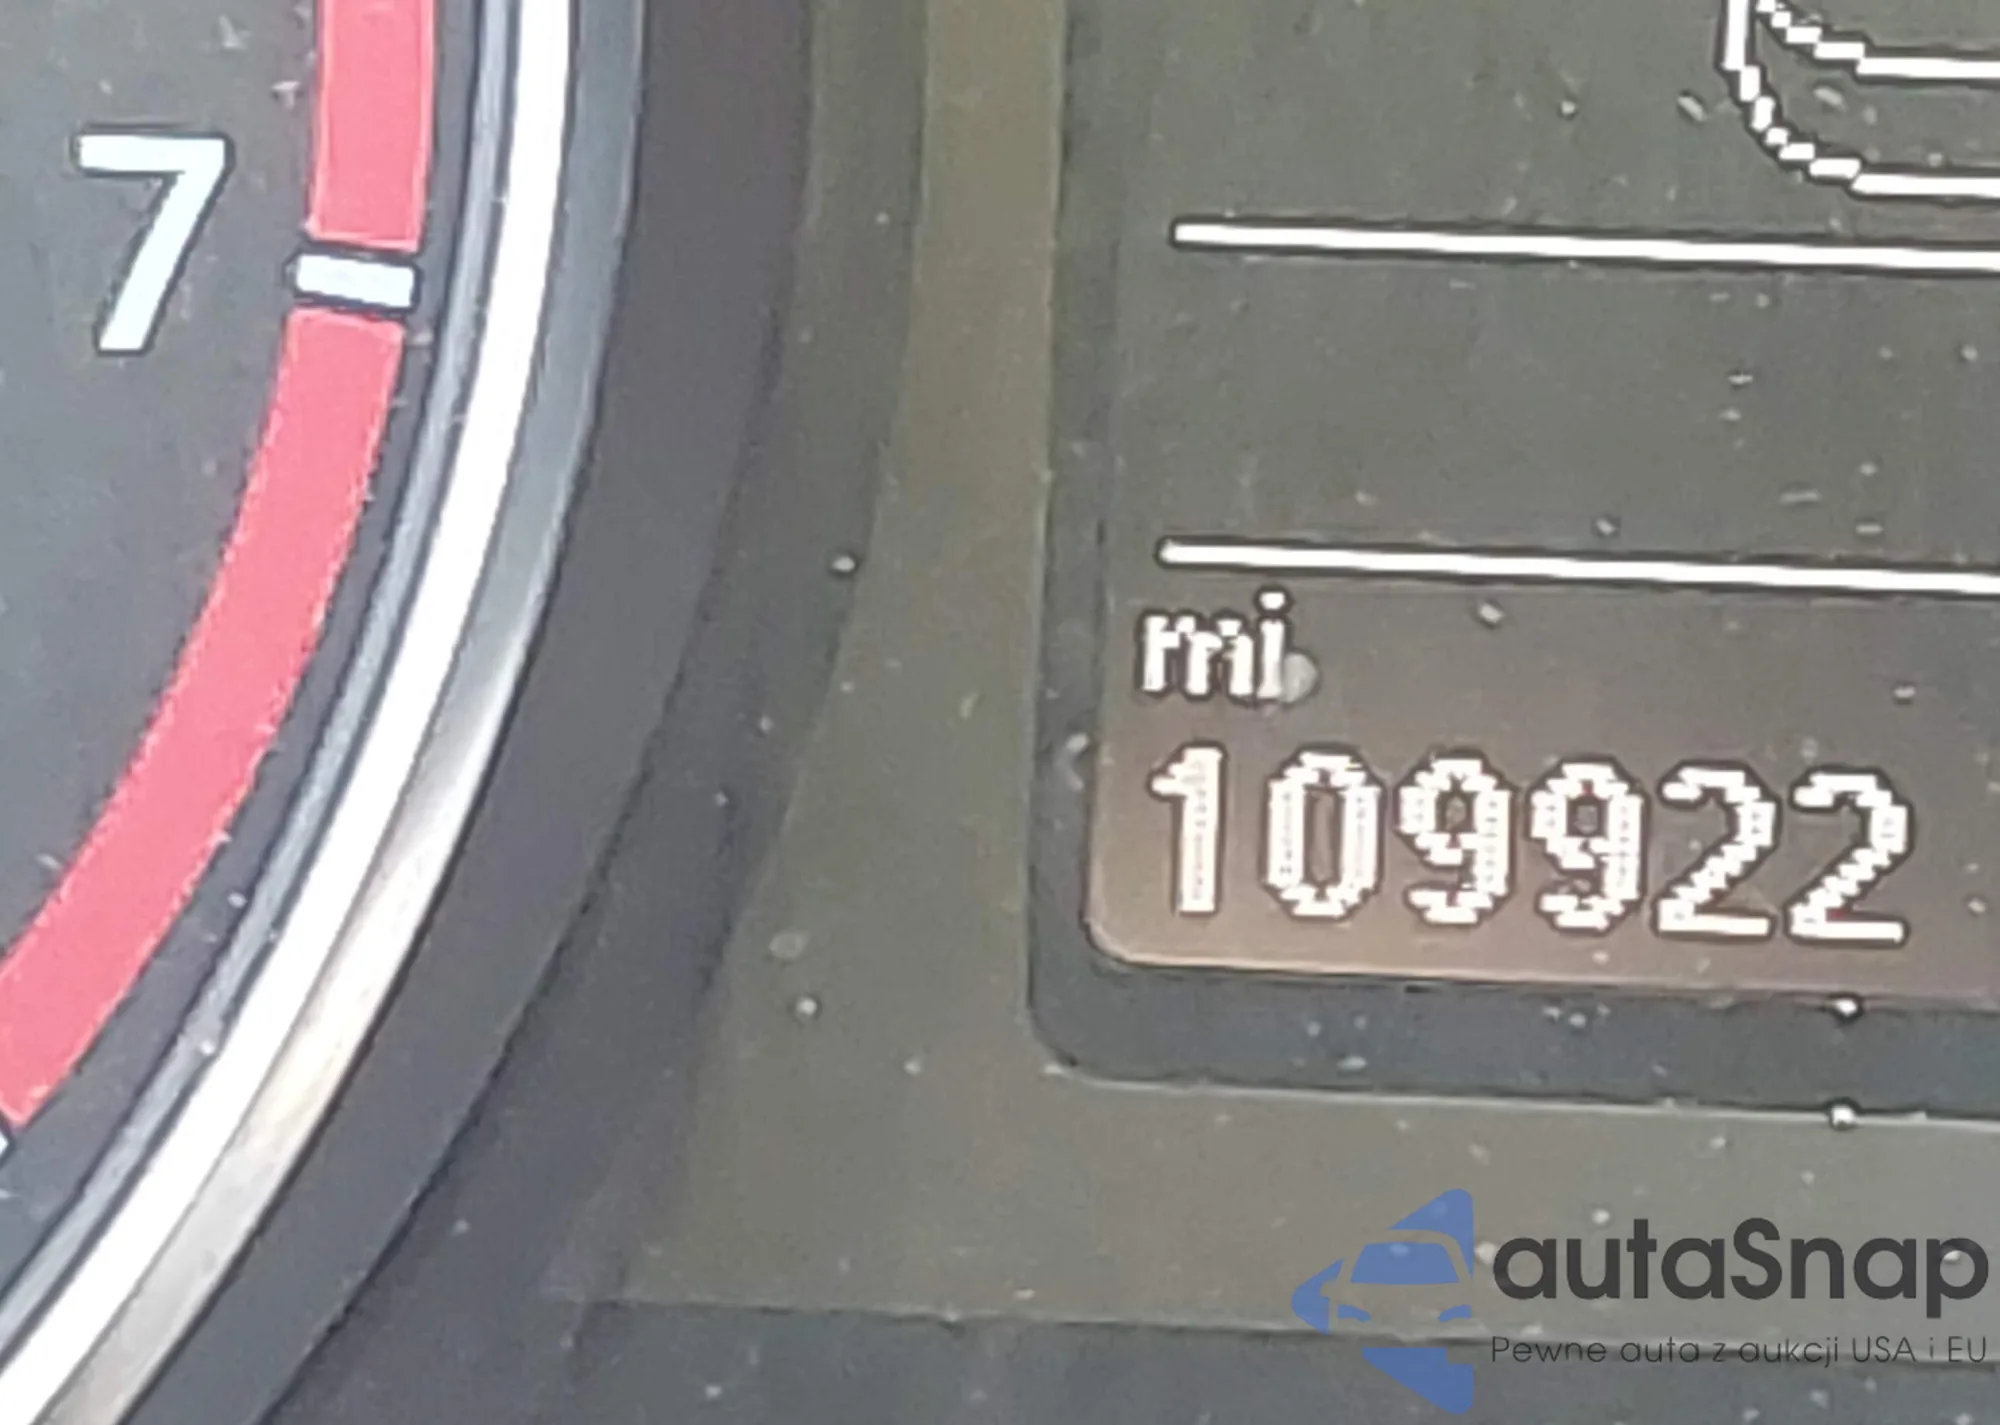 7
mi
109922
autaSnap
Pewne auta z aukcji USA i EU